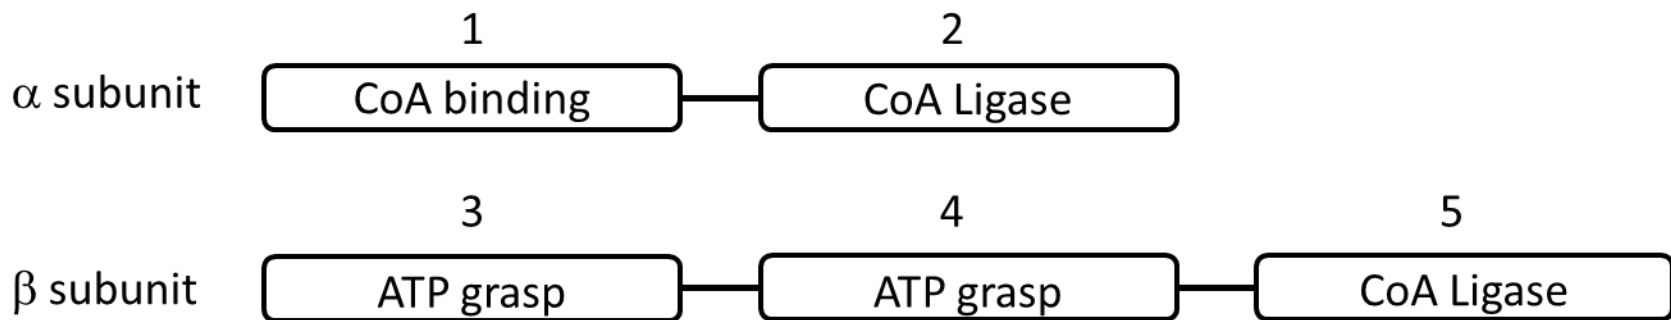 1 2
α subunit CoA binding CoA Ligase
3 4 5
β subunit ATP grasp ATP grasp CoA Ligase